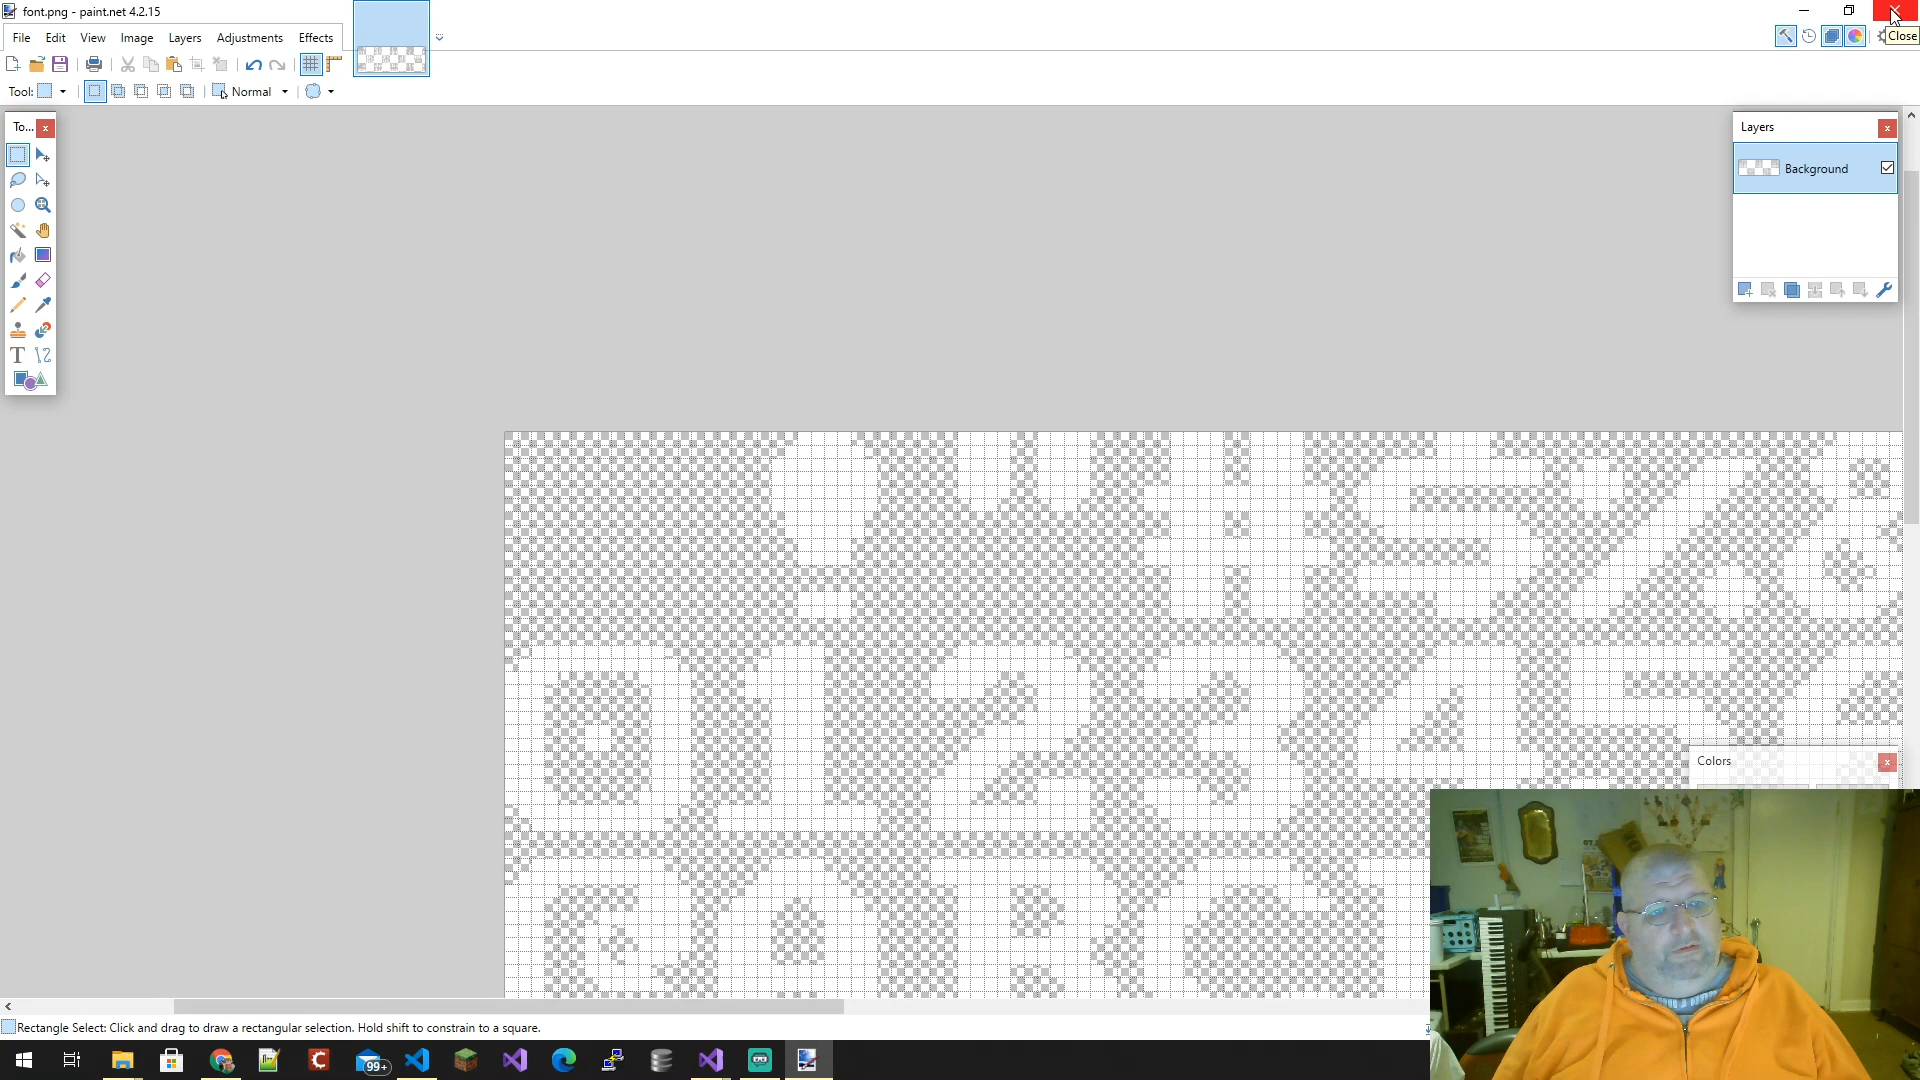 font.png - paint.net 4.2.15
File Edit View Image Layers Adjustments Effects
Close
Tool: Normal
To...
Layers
Background
Colors
Rectangle Select: Click and drag to draw a rectangular selection. Hold shift to constrain to a square.
99+